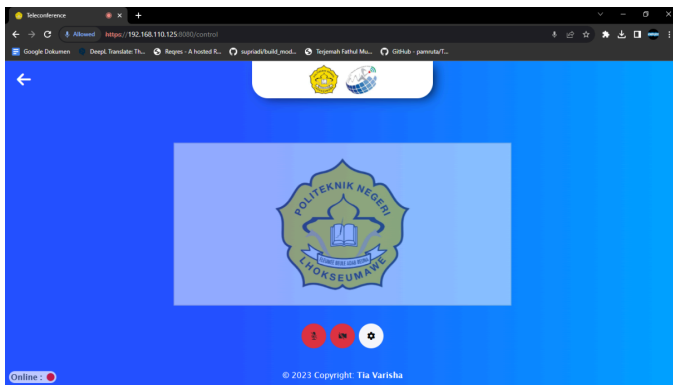 Teleconference
Allowed https://192.168.110.125:8080/control
Google Dokumen DeepL Translate: Th... Reqres - A hosted R... supriadi/build_mod... Terjemah Fathul Mu... GitHub - pamruta/T...
POLITEKNIK NEGERI
LHOKSEUMAWE
Online :
© 2023 Copyright: Tia Varisha